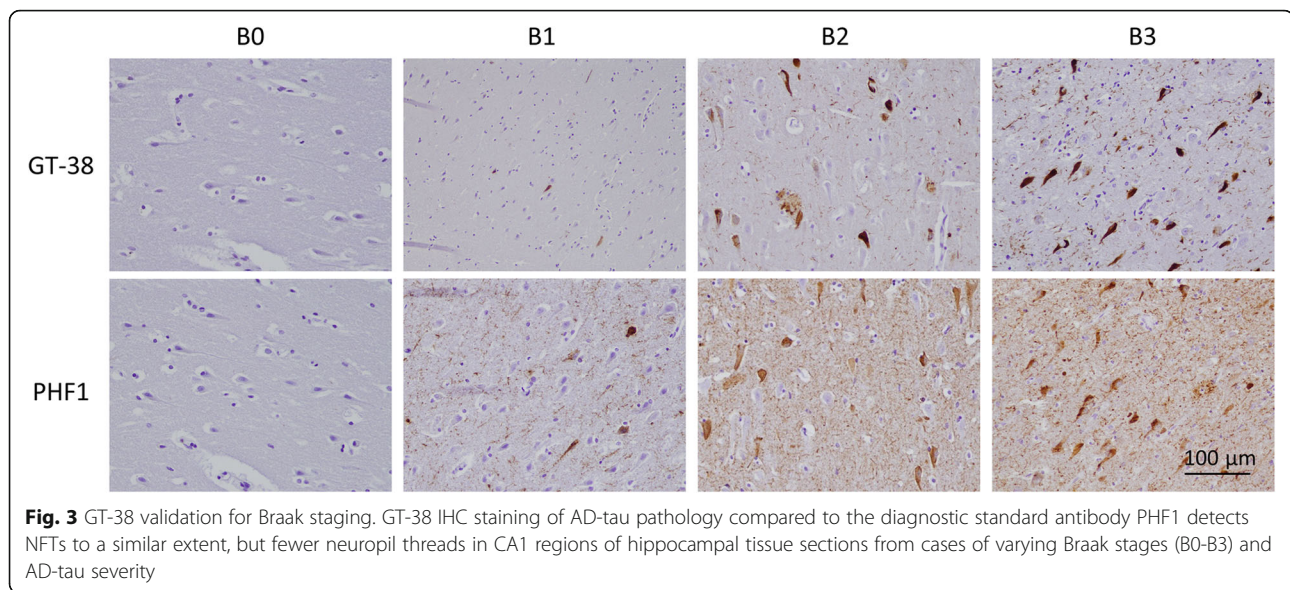 B0 B1 B2 B3
GT-38
PHF1
100 µm
Fig. 3 GT-38 validation for Braak staging. GT-38 IHC staining of AD-tau pathology compared to the diagnostic standard antibody PHF1 detects
NFTs to a similar extent, but fewer neuropil threads in CA1 regions of hippocampal tissue sections from cases of varying Braak stages (B0-B3) and
AD-tau severity